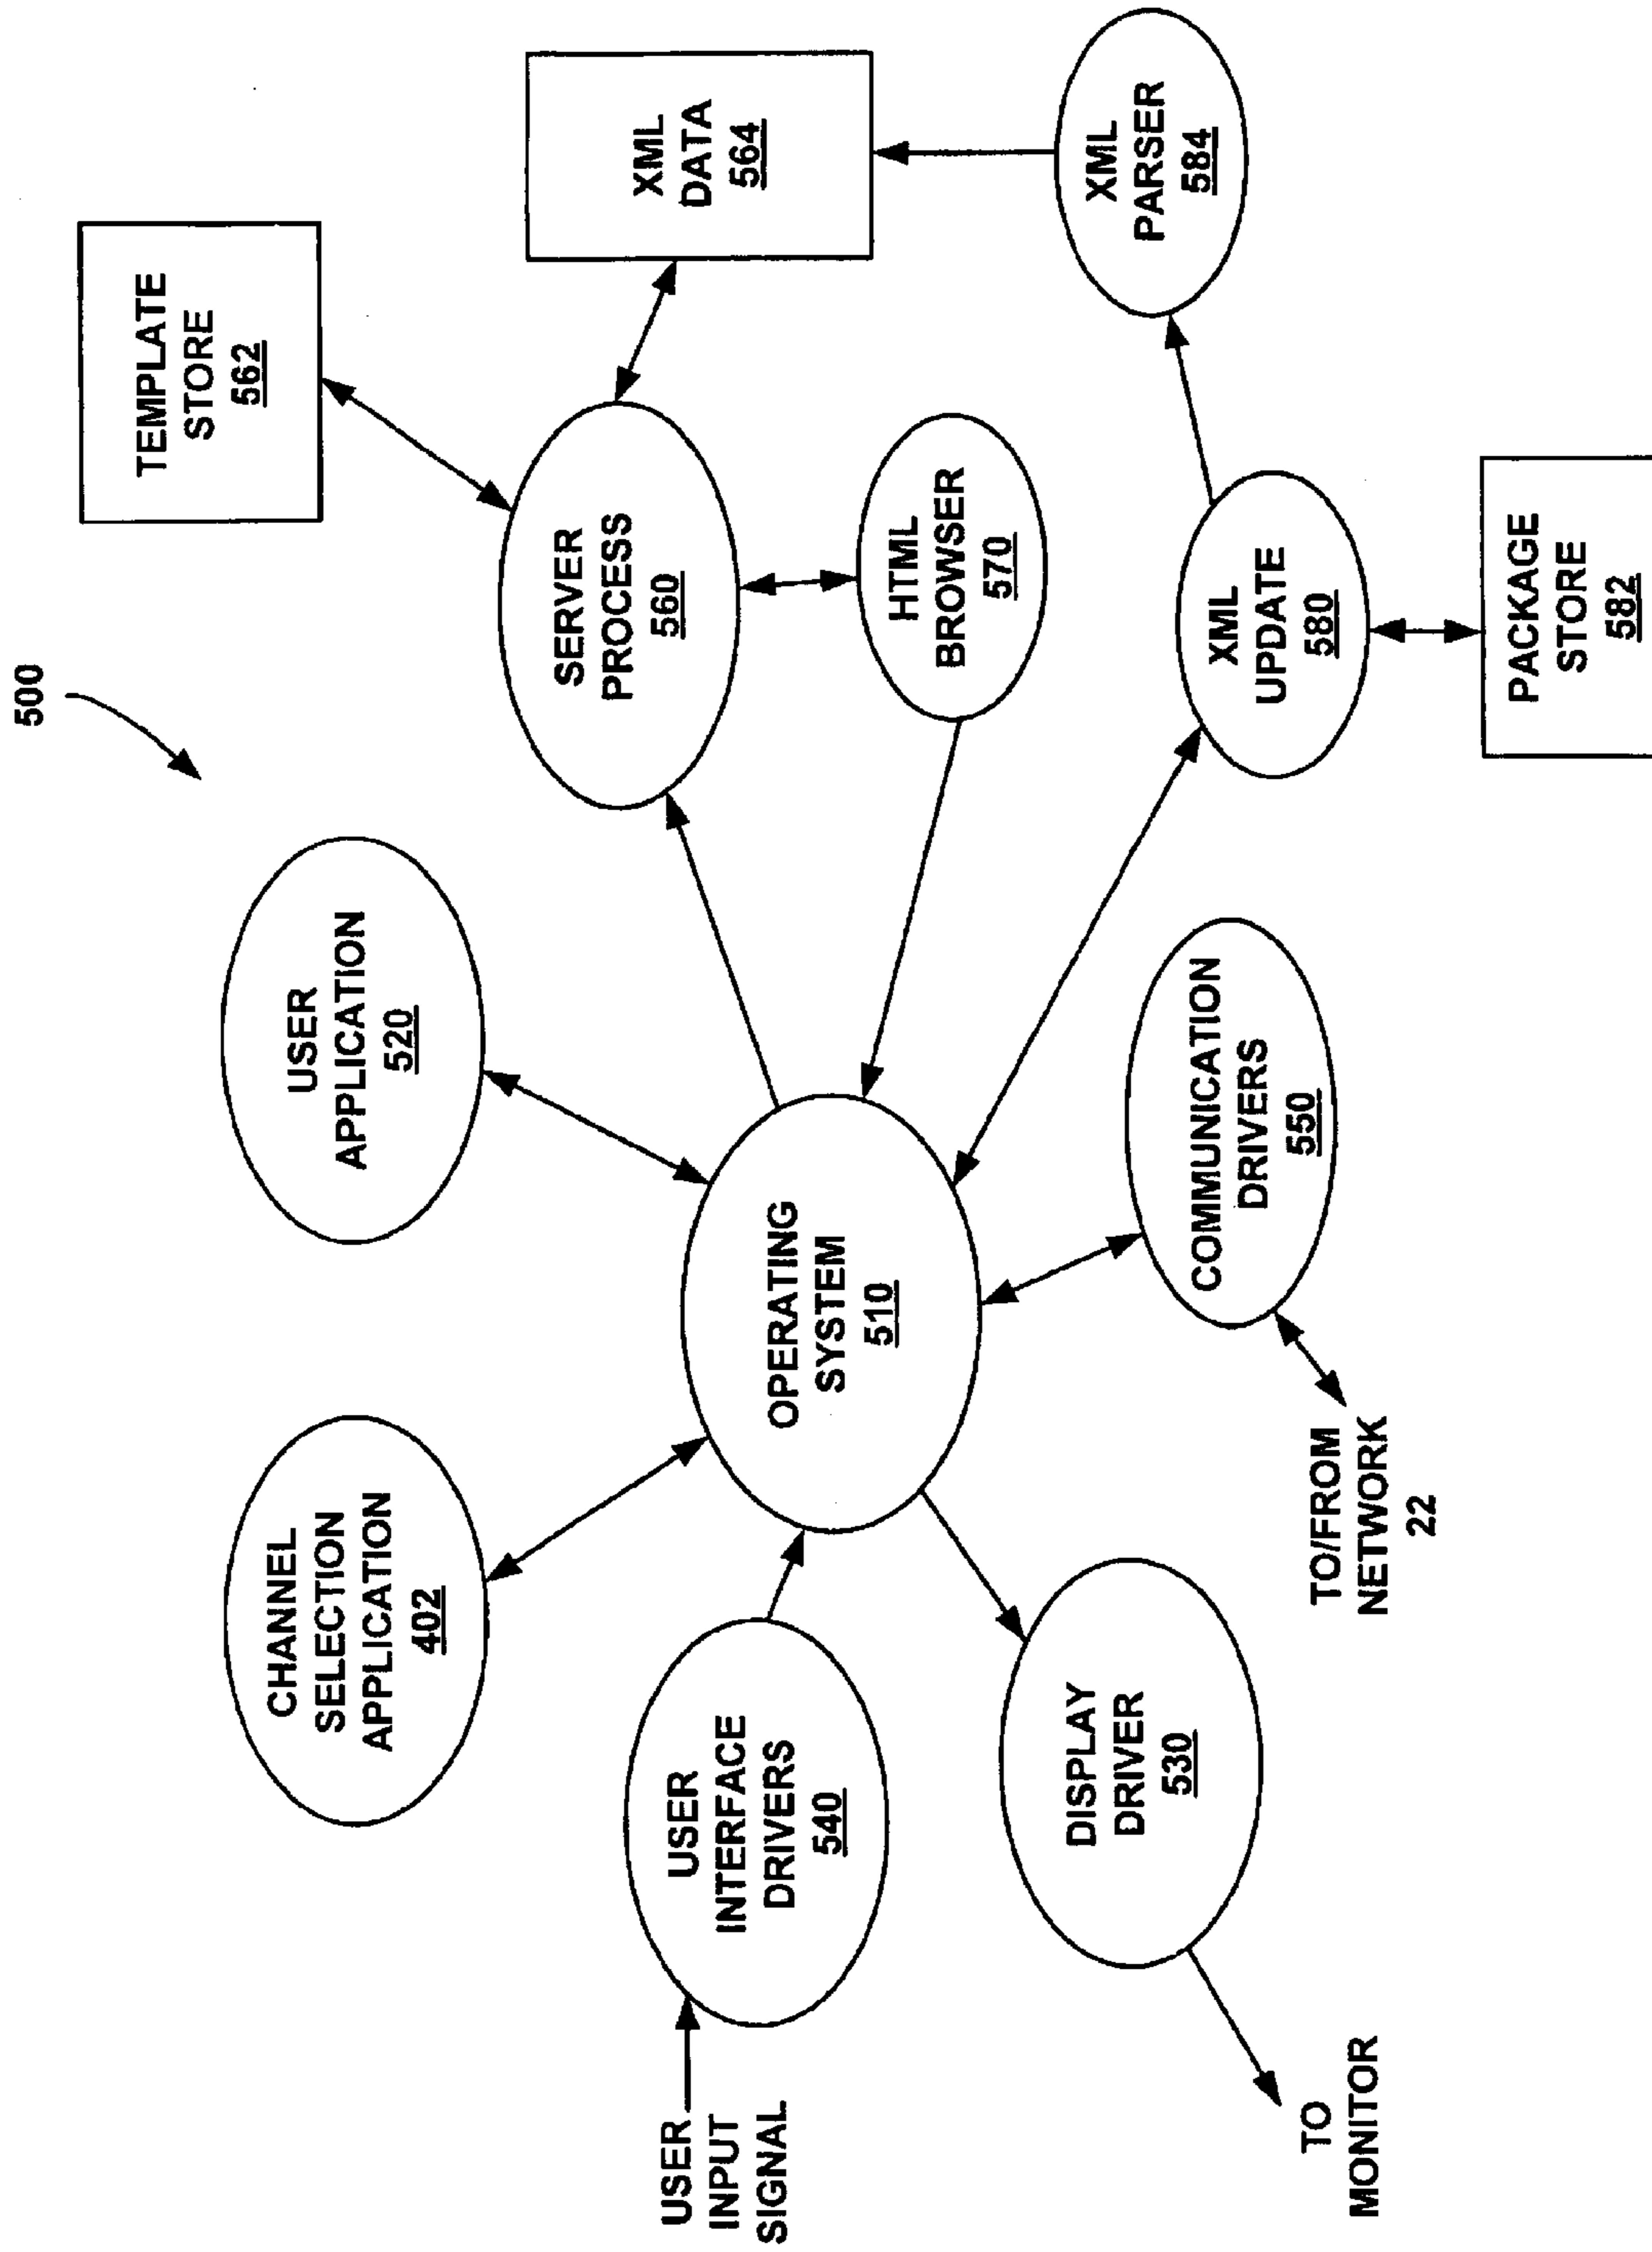 500
CHANNEL
SELECTION
APPLICATION
402
USER
APPLICATION
520
TEMPLATE
STORE
562
USER
INPUT
SIGNAL
USER
INTERFACE
DRIVERS
540
OPERATING
SYSTEM
510
SERVER
PROCESS
560
XML
DATA
564
HTML
BROWSER
570
DISPLAY
DRIVER
530
COMMUNICATION
DRIVERS
550
XML
UPDATE
580
XML
PARSER
584
TO
MONITOR
TO/FROM
NETWORK
22
PACKAGE
STORE
582